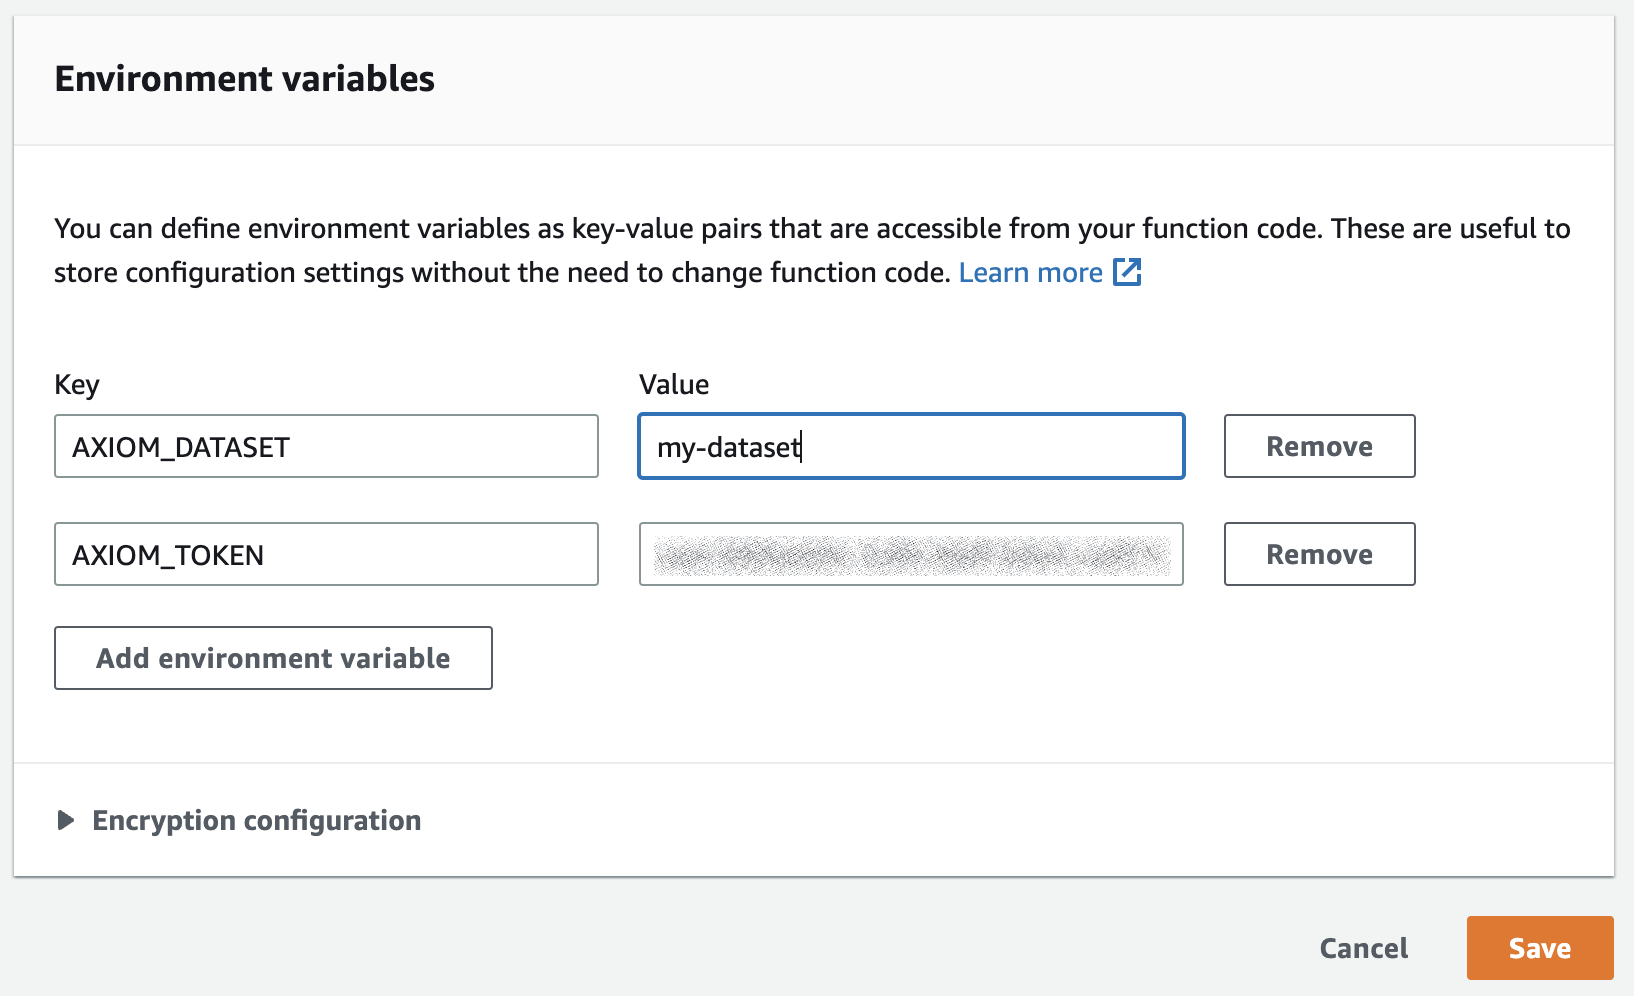 Environment variables
You can define environment variables as key-value pairs that are accessible from your function code. These are useful to
store configuration settings without the need to change function code. Learn more
Key Value
AXIOM_DATASET my-dataset Remove
AXIOM_TOKEN Remove
Add environment variable
Encryption configuration
Cancel Save